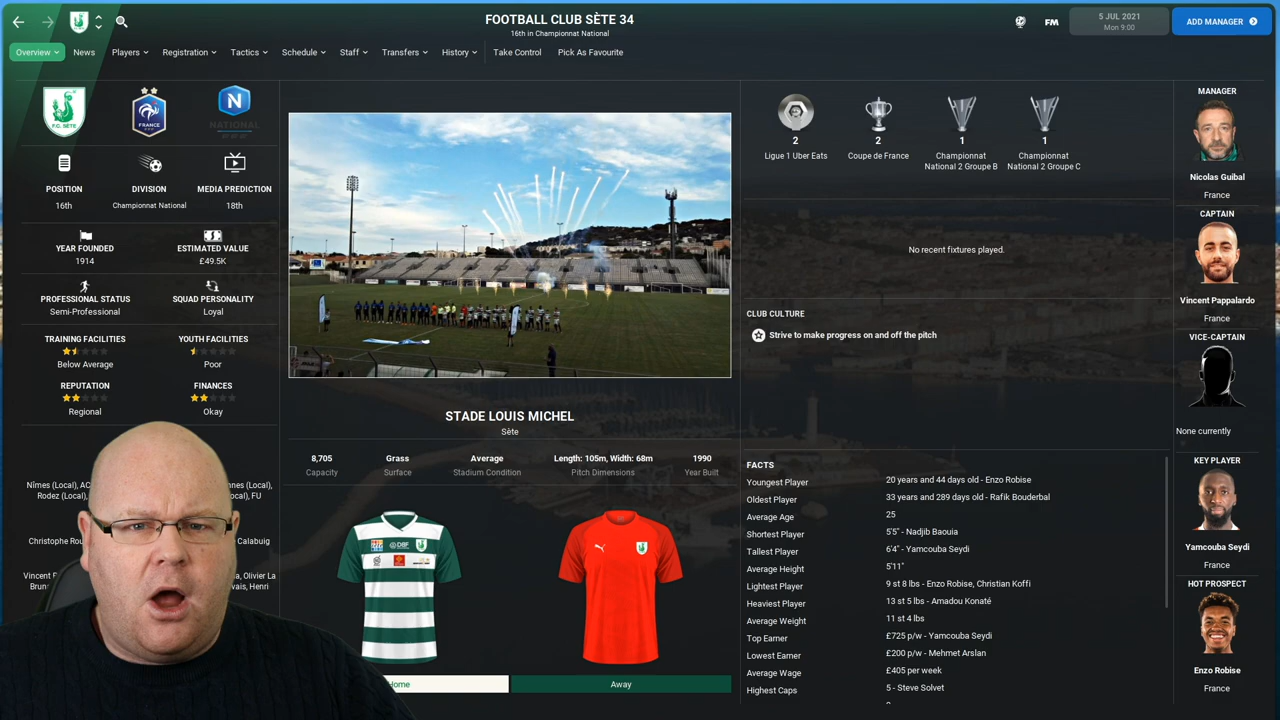 FOOTBALL CLUB SÈTE 34
16th in Championnat National
5 JUL 2021
Mon 9:00
FM
ADD MANAGER
Overview
News
Players
Registration
Tactics
Schedule
Staff
Transfers
History
Take Control
Pick As Favourite
F.C. SÈTE
FRANCE
N
NATIONAL
POSITION
16th
DIVISION
Championnat National
MEDIA PREDICTION
18th
YEAR FOUNDED
1914
ESTIMATED VALUE
£49.5K
PROFESSIONAL STATUS
Semi-Professional
SQUAD PERSONALITY
Loyal
TRAINING FACILITIES
Below Average
YOUTH FACILITIES
Poor
REPUTATION
Regional
FINANCES
Okay
Nîmes (Local), AC
(Local),
Rodez (Local),
(Local), FU
Christophe
Calabuig
Vincent
Olivier La
Henri
STADE LOUIS MICHEL
Sète
8,705
Capacity
Grass
Surface
Average
Stadium Condition
Length: 105m, Width: 68m
Pitch Dimensions
1990
Year Built
Home
Away
2
Ligue 1 Uber Eats
2
Coupe de France
1
Championnat
National 2 Groupe B
1
Championnat
National 2 Groupe C
No recent fixtures played.
CLUB CULTURE
Strive to make progress on and off the pitch
FACTS
Youngest Player 20 years and 44 days old - Enzo Robise
Oldest Player 33 years and 289 days old - Rafik Bouderbal
Average Age 25
Shortest Player 5'5" - Nadjib Baouia
Tallest Player 6'4" - Yamcouba Seydi
Average Height 5'11"
Lightest Player 9 st 8 lbs - Enzo Robise, Christian Koffi
Heaviest Player 13 st 5 lbs - Amadou Konaté
Average Weight 11 st 4 lbs
Top Earner £725 p/w - Yamcouba Seydi
Lowest Earner £200 p/w - Mehmet Arslan
Average Wage £405 per week
Highest Caps 5 - Steve Solvet
MANAGER
Nicolas Guibal
France
CAPTAIN
Vincent Pappalardo
France
VICE-CAPTAIN
None currently
KEY PLAYER
Yamcouba Seydi
France
HOT PROSPECT
Enzo Robise
France